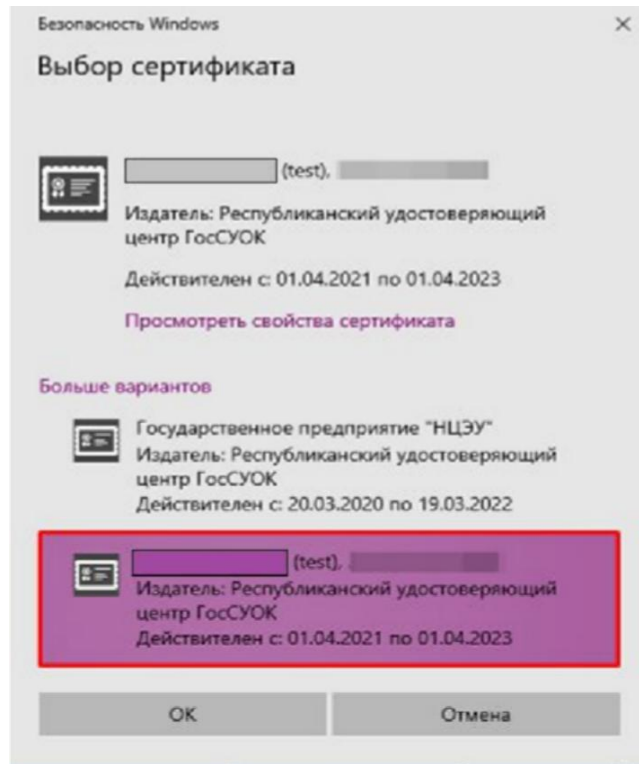 Безопасность Windows
Выбор сертификата
(test),
Издатель: Республиканский удостоверяющий
центр ГосСУОК
Действителен с: 01.04.2021 по 01.04.2023
Просмотреть свойства сертификата
Больше вариантов
Государственное предприятие "НЦЭУ"
Издатель: Республиканский удостоверяющий
центр ГосСУОК
Действителен с: 20.03.2020 по 19.03.2022
(test),
Издатель: Республиканский удостоверяющий
центр ГосСУОК
Действителен с: 01.04.2021 по 01.04.2023
ОК
Отмена